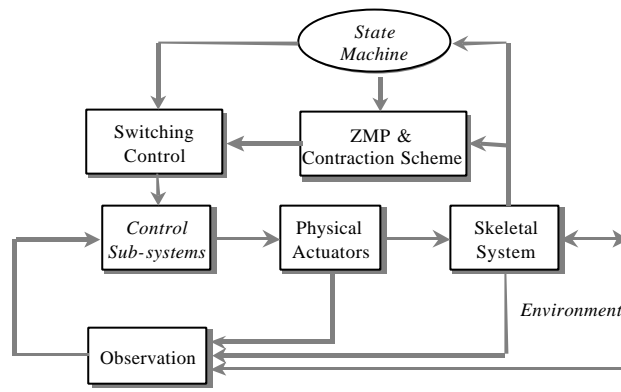 State
Machine
Switching
Control
ZMP &
Contraction Scheme
Control
Sub-systems
Physical
Actuators
Skeletal
System
Environment
Observation